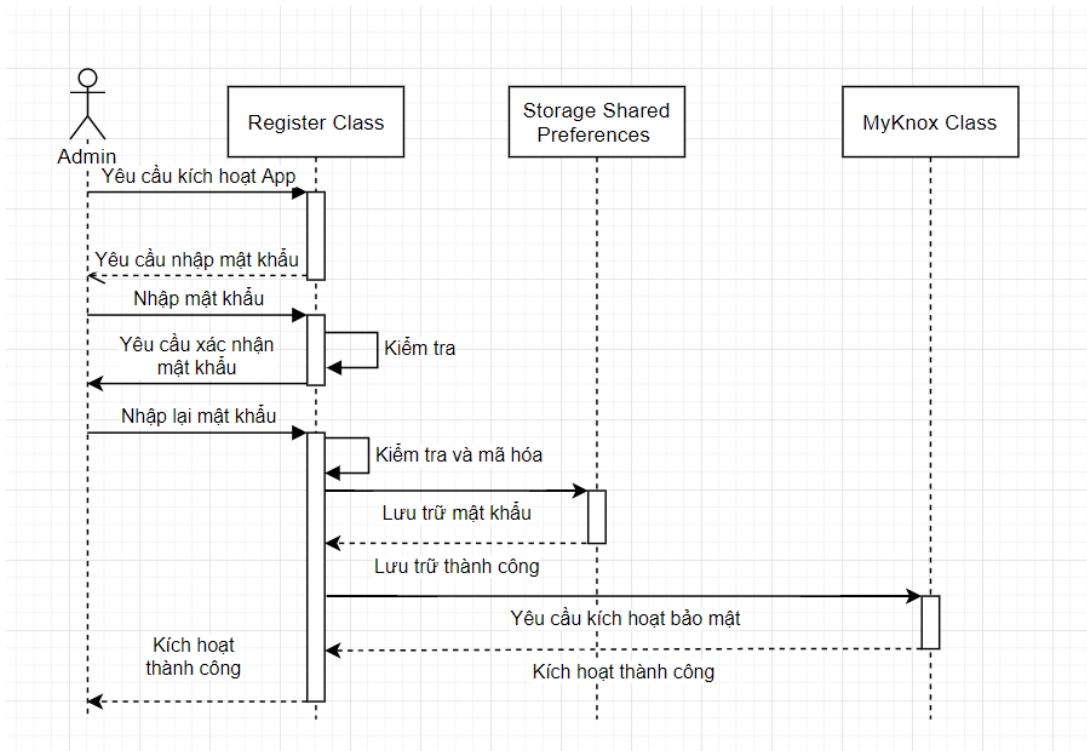 Register Class
Storage Shared
Preferences
MyKnox Class
Admin
Yêu cầu kích hoạt App
Yêu cầu nhập mật khẩu
Nhập mật khẩu
Yêu cầu xác nhận
mật khẩu
Kiểm tra
Nhập lại mật khẩu
Kiểm tra và mã hóa
Lưu trữ mật khẩu
Lưu trữ thành công
Yêu cầu kích hoạt bảo mật
Kích hoạt
thành công
Kích hoạt thành công